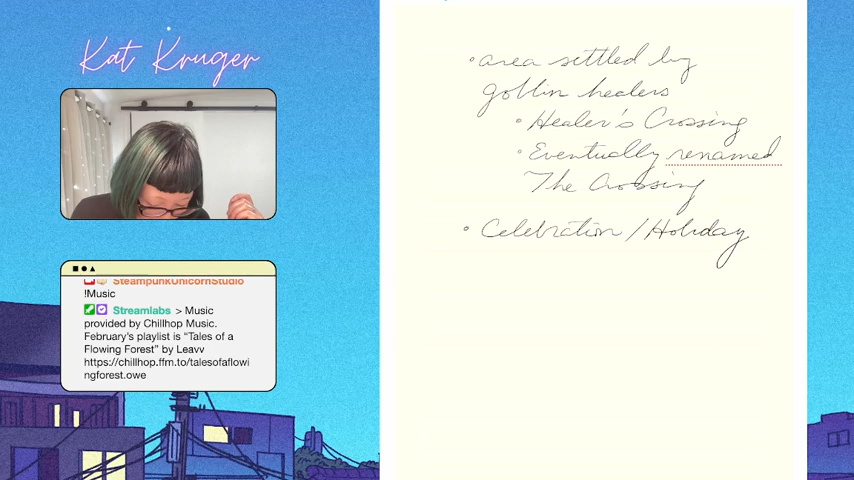 Kat Kruger
SteampunkUnicornStudio
!Music
Streamlabs > Music
provided by Chillhop Music.
February's playlist is "Tales of a
Flowing Forest" by Leavv
https://chillhop.ffm.to/talesofaflowi
ngforest.owe
• area settled by
goblin healers
• Healer's Crossing
• Eventually renamed
The Crossing
• Celebration / Holiday